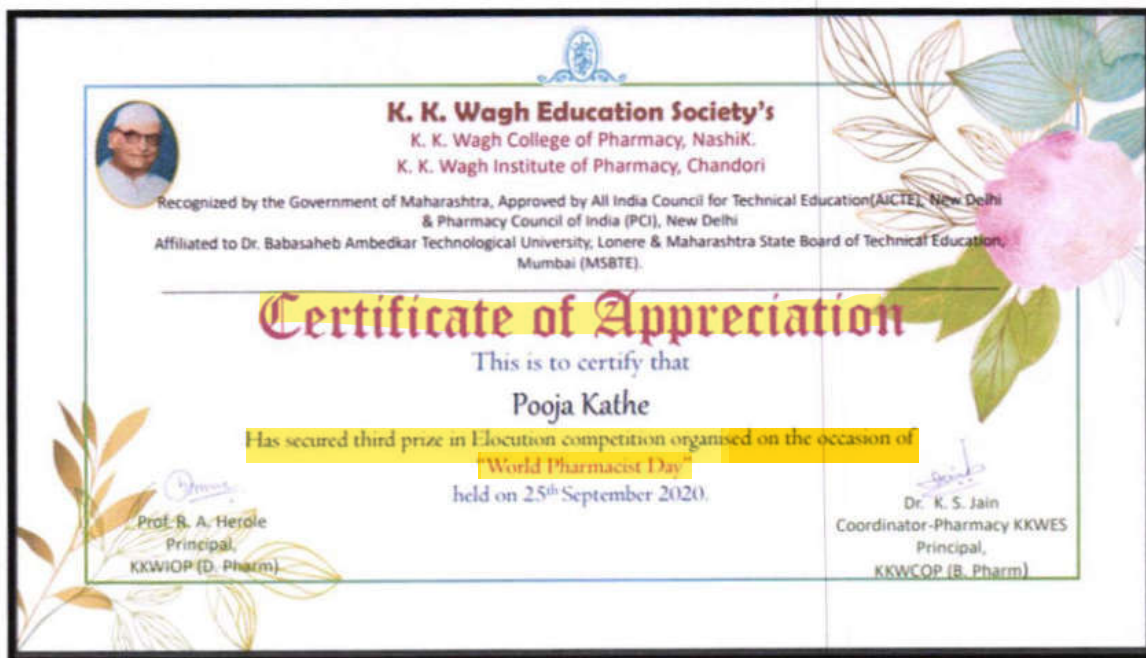 K. K. Wagh Education Society's
K. K. Wagh College of Pharmacy, NashiK.
K. K. Wagh Institute of Pharmacy, Chandori
Recognized by the Government of Maharashtra, Approved by All India Council for Technical Education(AICTE), New Delhi
& Pharmacy Council of India (PCI), New Delhi
Affiliated to Dr. Babasaheb Ambedkar Technological University, Lonere & Maharashtra State Board of Technical Education,
Mumbai (MSBTE).
Certificate of Appreciation
This is to certify that
Pooja Kathe
Has secured third prize in Elocution competition organised on the occasion of
"World Pharmacist Day"
held on 25th September 2020.
Prof. R. A. Herole
Principal,
KKWIOP (D. Pharm)
Dr. K. S. Jain
Coordinator-Pharmacy KKWES
Principal,
KKWCOP (B. Pharm)